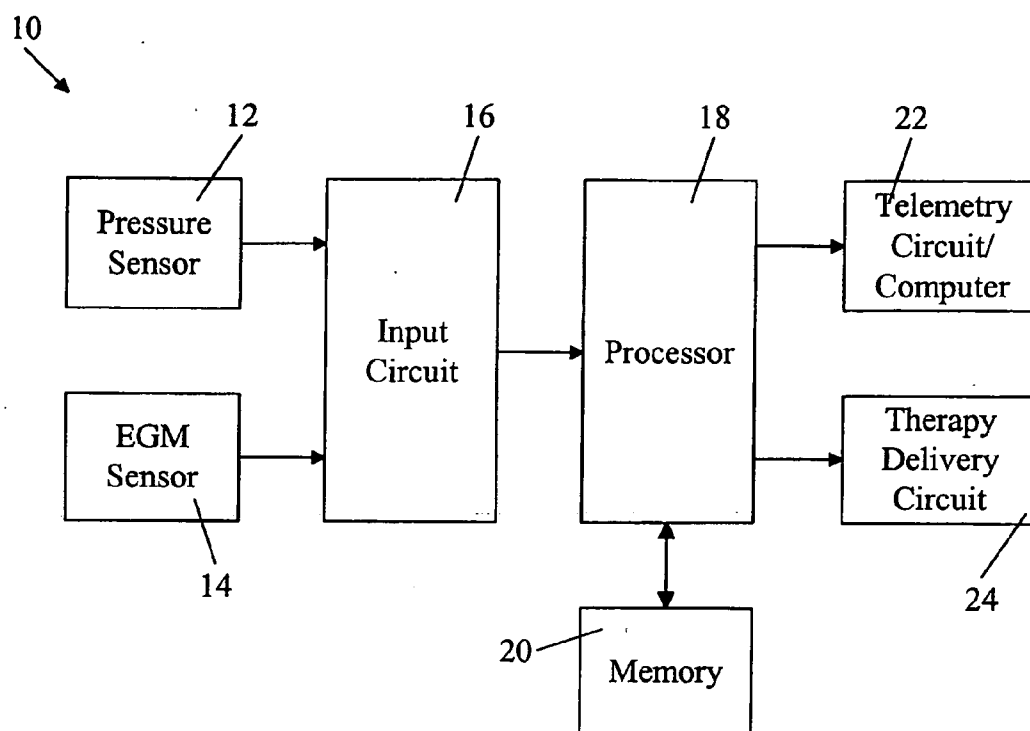 10
12
16
18
22
Pressure
Sensor
Input
Circuit
Processor
Telemetry
Circuit/
Computer
EGM
Sensor
Therapy
Delivery
Circuit
14
24
20
Memory